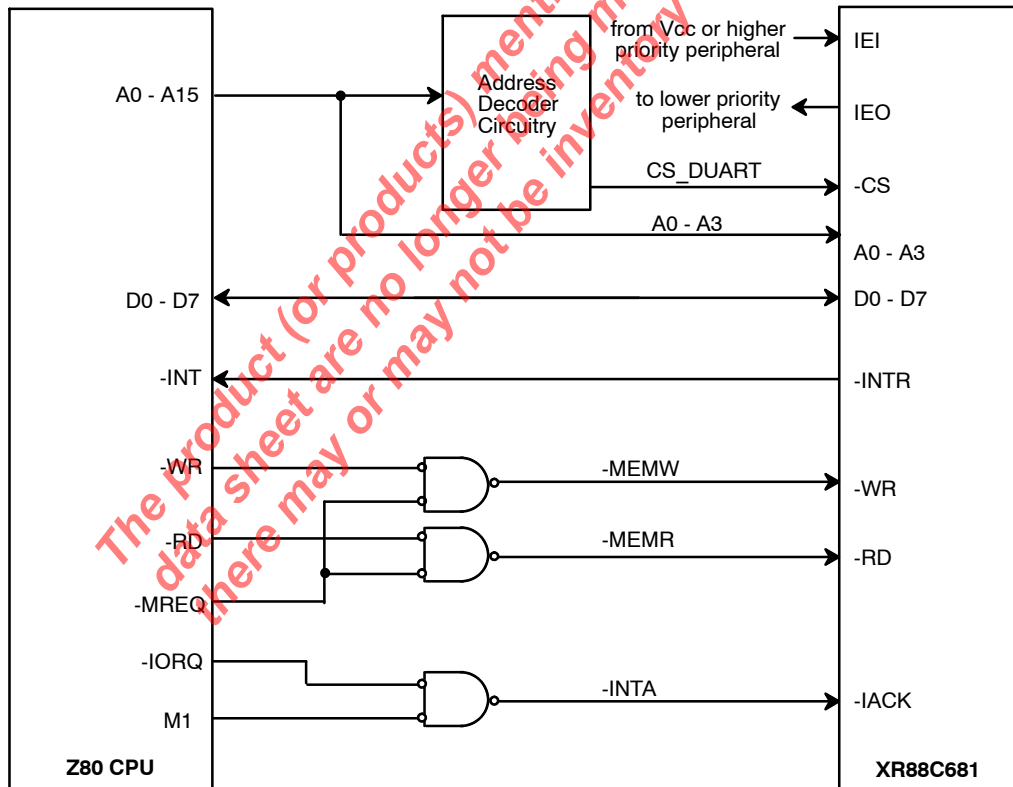 from Vcc or higher
priority peripheral
IEI
A0 - A15
Address
Decoder
Circuitry
to lower priority
peripheral
IEO
CS_DUART
-CS
A0 - A3
A0 - A3
D0 - D7
D0 - D7
-INT
-INTR
-WR
-MEMW
-WR
-RD
-MEMR
-RD
-MREQ
-IORQ
-INTA
-IACK
M1
Z80 CPU
XR88C681
The product (or products) menti
data sheet are no longer being m
there may or may not be inventory